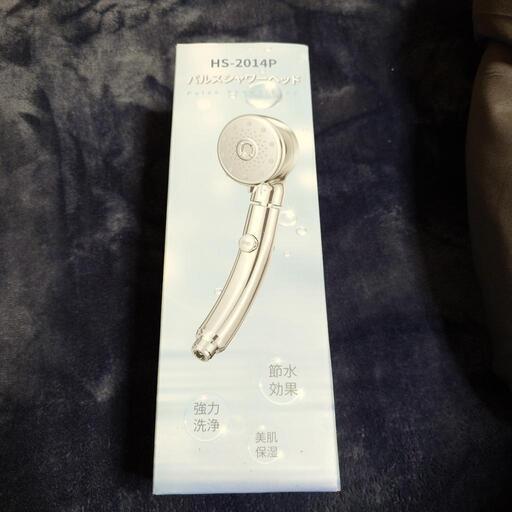 HS-2014P
パルスシャワーヘッド
節水
効果
強力
洗浄
美肌
保湿